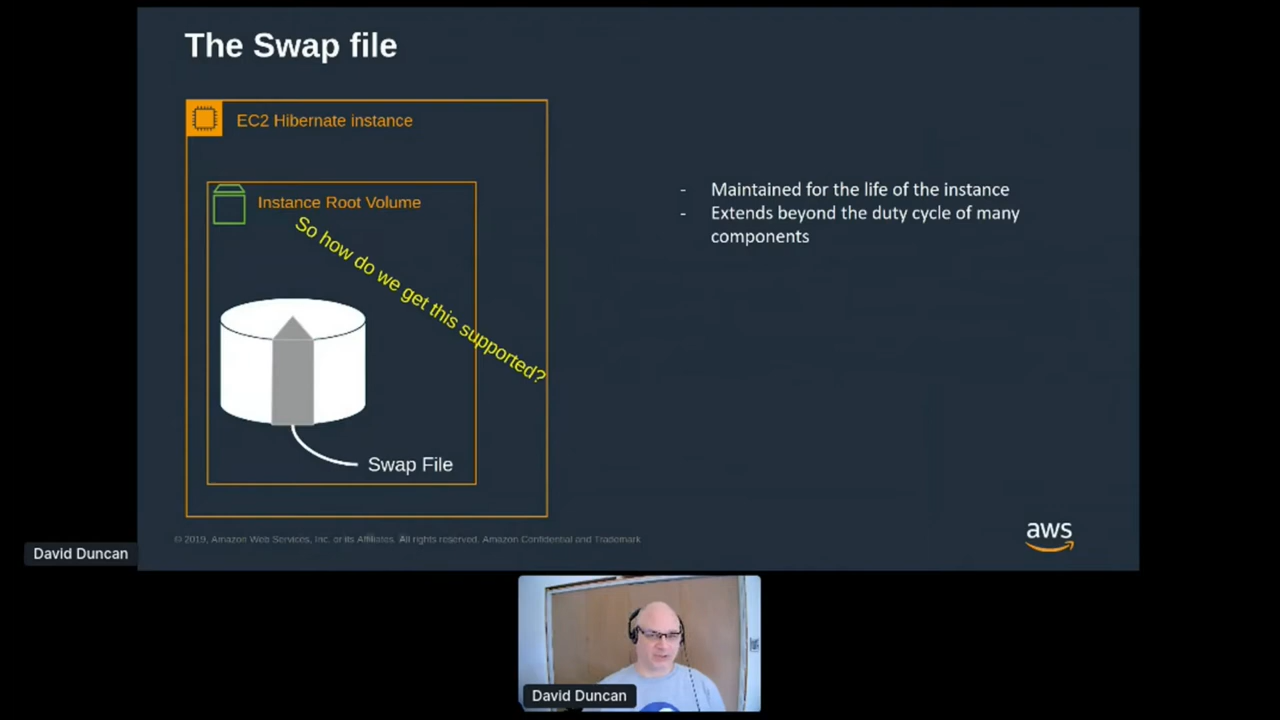 The Swap file
EC2 Hibernate instance
Instance Root Volume
So how do we get this supported?
Swap File
- Maintained for the life of the instance
- Extends beyond the duty cycle of many
components
© 2019, Amazon Web Services, Inc. or its Affiliates. All rights reserved. Amazon Confidential and Trademark
aws
David Duncan
David Duncan